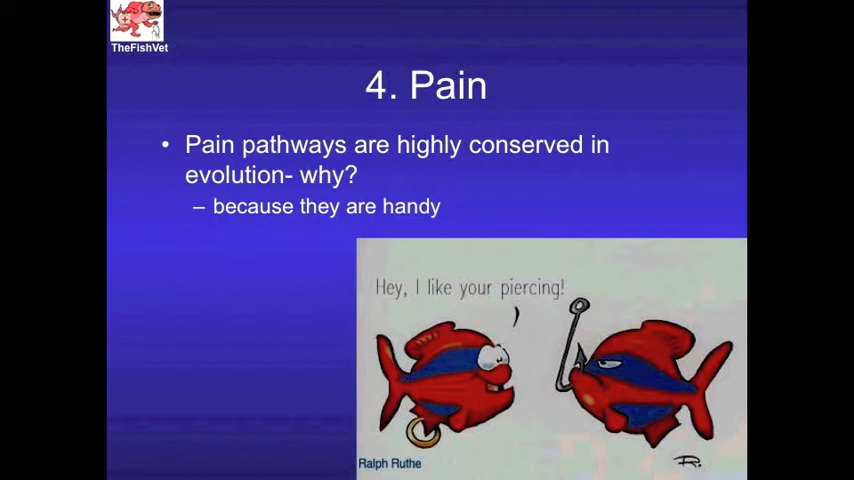 TheFishVet
4. Pain
• Pain pathways are highly conserved in
evolution- why?
– because they are handy
Hey, I like your piercing!
Ralph Ruthe
R.